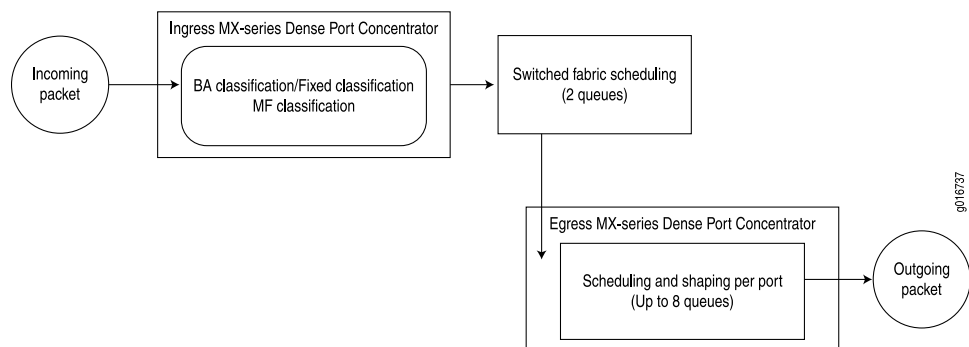 Ingress MX-series Dense Port Concentrator
Incoming
packet
BA classification/Fixed classification
MF classification
Switched fabric scheduling
(2 queues)
g016737
Egress MX-series Dense Port Concentrator
Scheduling and shaping per port
(Up to 8 queues)
Outgoing
packet